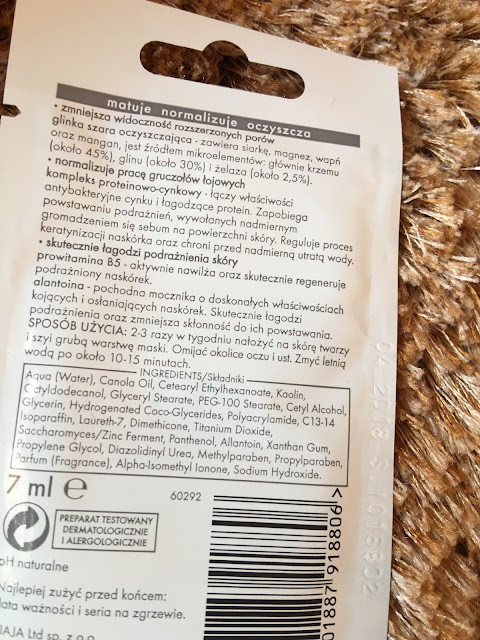 matuje normalizuje oczyszcza
• zmniejsza widoczność rozszerzonych porów
glinka szara oczyszczająca - zawiera siarkę, magnez, wapń
oraz mangan, jest źródłem mikroelementów: głównie krzemu
(około 45%), glinu (około 30%) i żelaza (około 2,5%).
• normalizuje pracę gruczołów łojowych
kompleks proteinowo-cynkowy - łączy właściwości
antybakteryjne cynku i łagodzące protein. Zapobiega
powstawaniu podrażnień, wywołanych nadmiernym
gromadzeniem się sebum na powierzchni skóry. Reguluje proces
keratynizacji naskórka oraz chroni przed nadmierną utratą wody.
• skutecznie łagodzi podrażnienia skóry
prowitamina B5 - aktywnie nawilża oraz skutecznie regeneruje
podrażniony naskórek.
alantoina - pochodna mocznika o doskonałych właściwościach
kojących i osłaniających naskórek. Skutecznie łagodzi
podrażnienia oraz zmniejsza skłonność do ich powstawania.
SPOSÓB UŻYCIA: 2-3 razy w tygodniu nałożyć na skórę twarzy
i szyi grubą warstwę maski. Omijać okolice oczu i ust. Zmyć letnią
wodą po około 10-15 minutach.
INGREDIENTS/Składniki
Aqua (Water), Canola Oil, Cetearyl Ethylhexanoate, Kaolin,
Octyldodecanol, Glyceryl Stearate, PEG-100 Stearate, Cetyl Alcohol,
Glycerin, Hydrogenated Coco-Glycerides, Polyacrylamide, C13-14
Isoparaffin, Laureth-7, Dimethicone, Titanium Dioxide,
Saccharomyces/Zinc Ferment, Panthenol, Allantoin, Xanthan Gum,
Propylene Glycol, Diazolidinyl Urea, Methylparaben, Propylparaben,
Parfum (Fragrance), Alpha-Isomethyl Ionone, Sodium Hydroxide.
7 ml ℮
60292
PREPARAT TESTOWANY
DERMATOLOGICZNIE
I ALERGOLOGICZNIE
pH naturalne
Najlepiej zużyć przed końcem:
data ważności i seria na zgrzewie.
ZIAJA Ltd sp. z o.o.
01887 918806>
04.2018 S.1016802